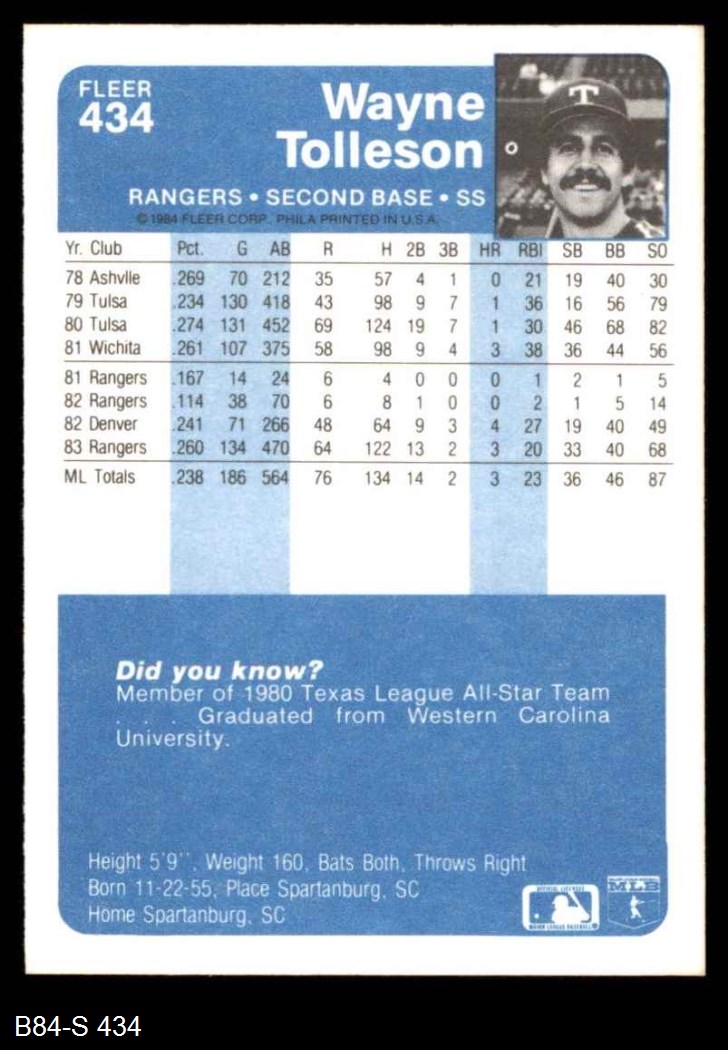 FLEER
434
Wayne
Tolleson
RANGERS • SECOND BASE • SS
© 1984 FLEER CORP. PHILA PRINTED IN U.S.A.
T
Yr. Club Pct. G AB R H 2B 3B HR RBI SB BB SO
78 Ashvlle .269 70 212 35 57 4 1 0 21 19 40 30
79 Tulsa .234 130 418 43 98 9 7 1 36 16 56 79
80 Tulsa .274 131 452 69 124 19 7 1 30 46 68 82
81 Wichita .261 107 375 58 98 9 4 3 38 36 44 56
81 Rangers .167 14 24 6 4 0 0 0 1 2 1 5
82 Rangers .114 38 70 6 8 1 0 0 2 1 5 14
82 Denver .241 71 266 48 64 9 3 4 27 19 40 49
83 Rangers .260 134 470 64 122 13 2 3 20 33 40 68
ML Totals .238 186 564 76 134 14 2 3 23 36 46 87
Did you know?
Member of 1980 Texas League All-Star Team
. . . Graduated from Western Carolina
University.
Height 5'9'', Weight 160, Bats Both, Throws Right
Born 11-22-55, Place Spartanburg, SC
Home Spartanburg, SC
OFFICIAL LICENSEE
MAJOR LEAGUE BASEBALL
MLB
B84-S 434